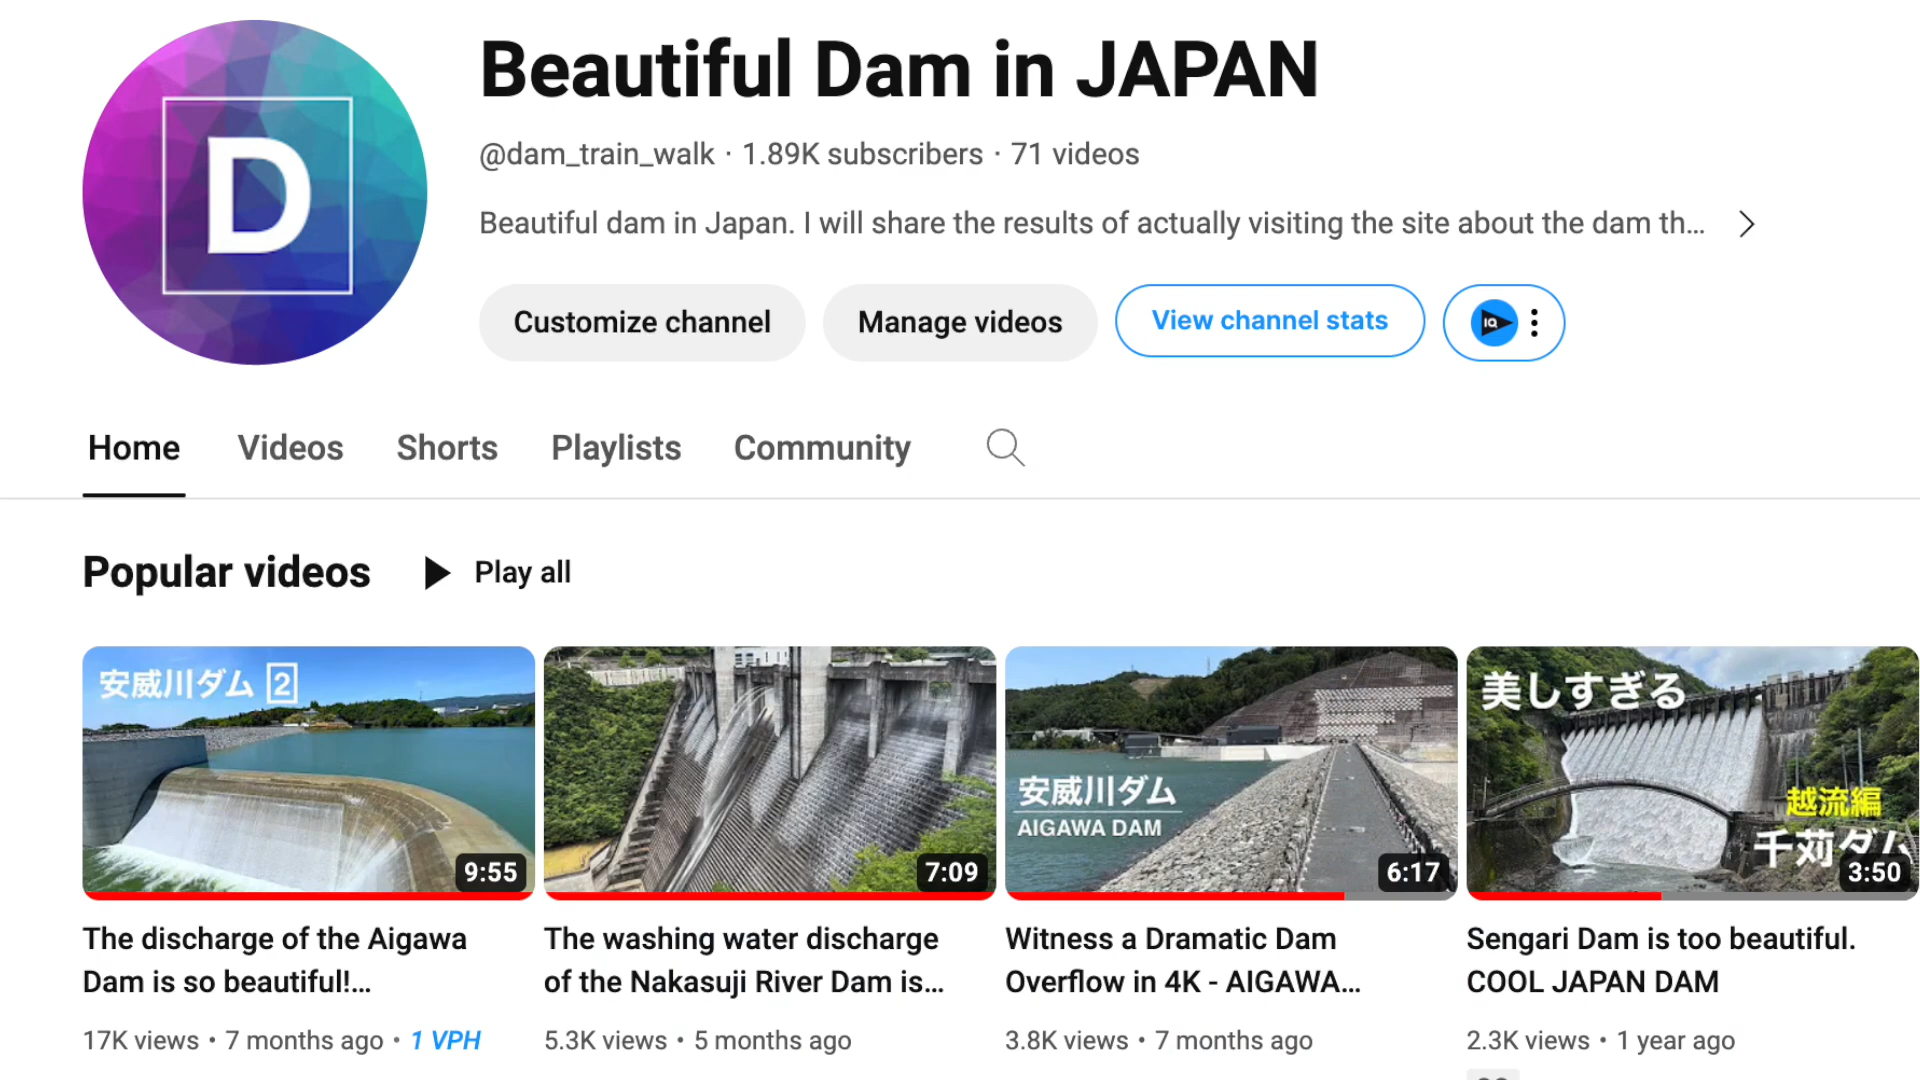 D
Beautiful Dam in JAPAN
@dam_train_walk · 1.89K subscribers · 71 videos
Beautiful dam in Japan. I will share the results of actually visiting the site about the dam th...
Customize channel
Manage videos
View channel stats
IQ
Home
Videos
Shorts
Playlists
Community
Popular videos
Play all
安威川ダム 2
9:55
7:09
安威川ダム
AIGAWA DAM
6:17
美しすぎる
越流編
千苅ダム
3:50
The discharge of the Aigawa
Dam is so beautiful!...
17K views • 7 months ago • 1 VPH
The washing water discharge
of the Nakasuji River Dam is...
5.3K views • 5 months ago
Witness a Dramatic Dam
Overflow in 4K - AIGAWA...
3.8K views • 7 months ago
Sengari Dam is too beautiful.
COOL JAPAN DAM
2.3K views • 1 year ago